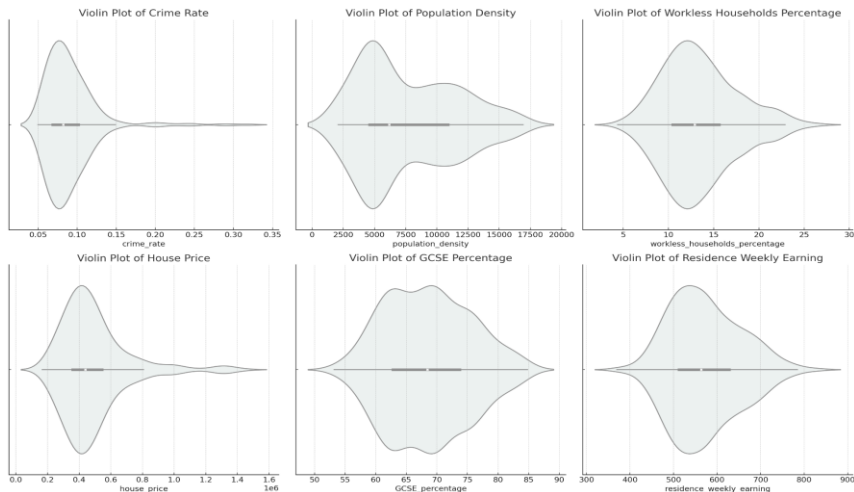 Violin Plot of Crime Rate
0.05 0.10 0.15 0.20 0.25 0.30 0.35
crime_rate
Violin Plot of Population Density
0 2500 5000 7500 10000 12500 15000 17500 20000
population_density
Violin Plot of Workless Households Percentage
5 10 15 20 25 30
workless_households_percentage
Violin Plot of House Price
0.0 0.2 0.4 0.6 0.8 1.0 1.2 1.4 1.6
1e6
house_price
Violin Plot of GCSE Percentage
50 55 60 65 70 75 80 85 90
GCSE_percentage
Violin Plot of Residence Weekly Earning
300 400 500 600 700 800 900
residence_weekly_earning